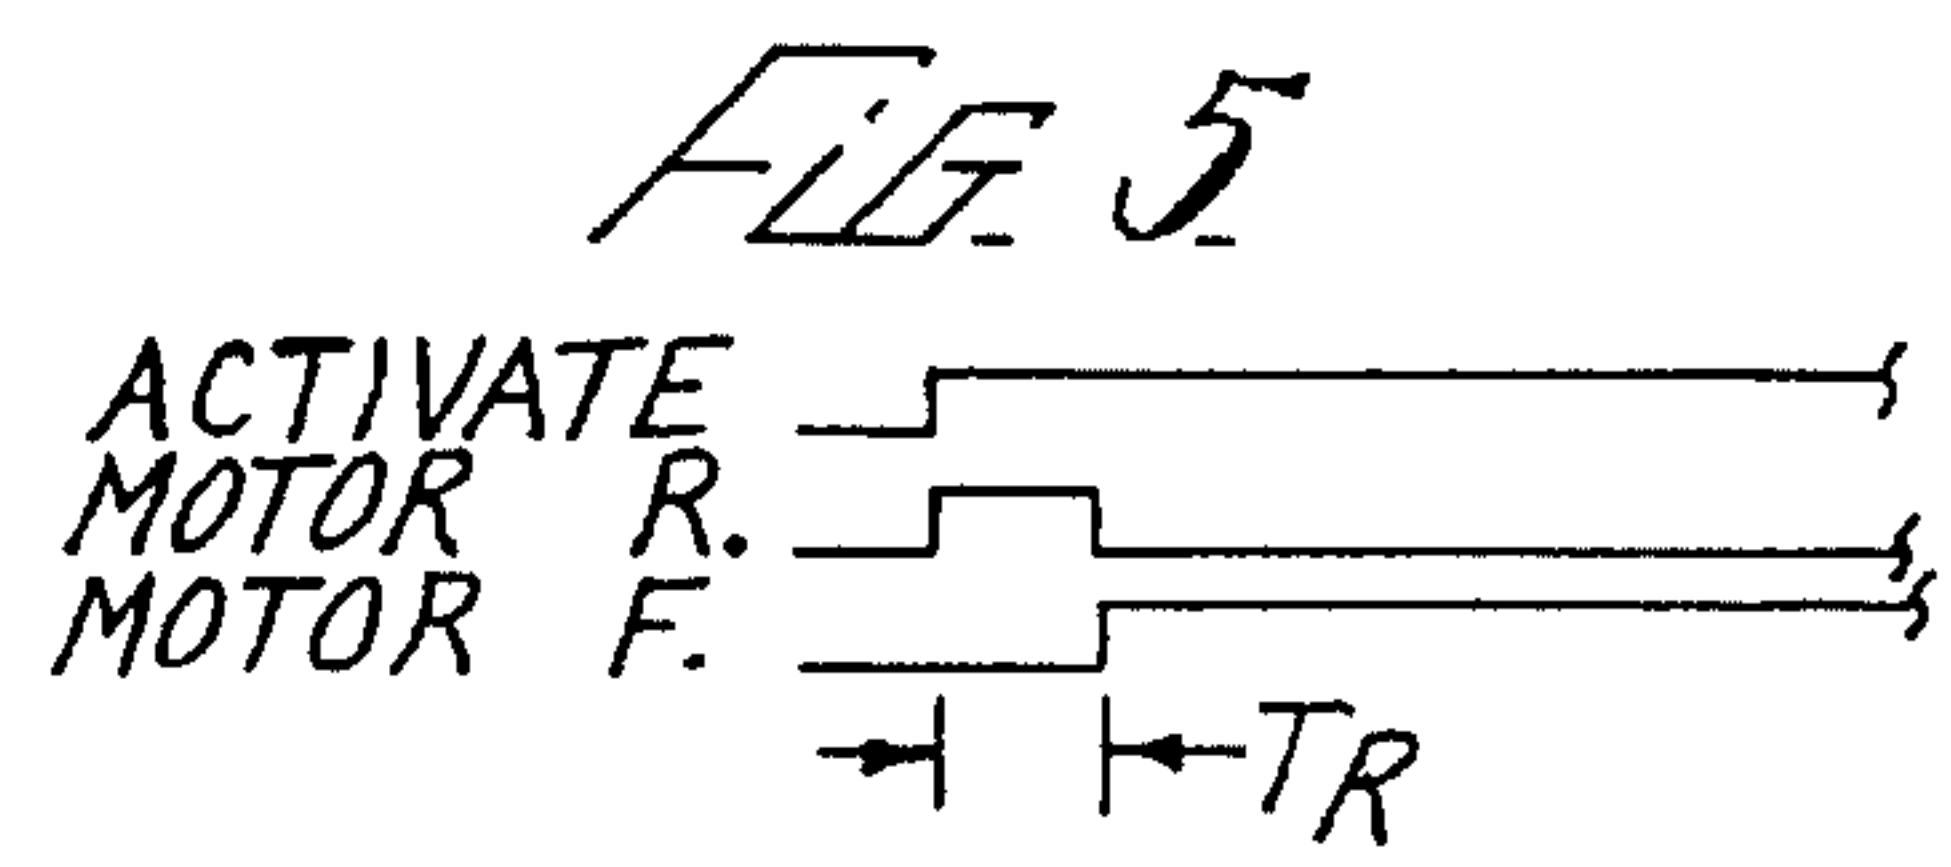 FiG. 5.
ACTIVATE
MOTOR R.
MOTOR F.
TR